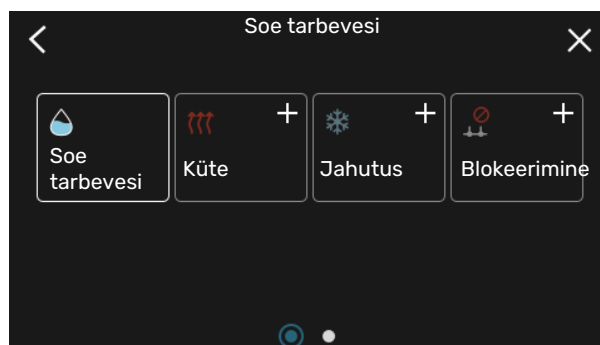 Soe tarbevesi
Soe
tarbevesi
Küte
Jahutus
Blokeerimine